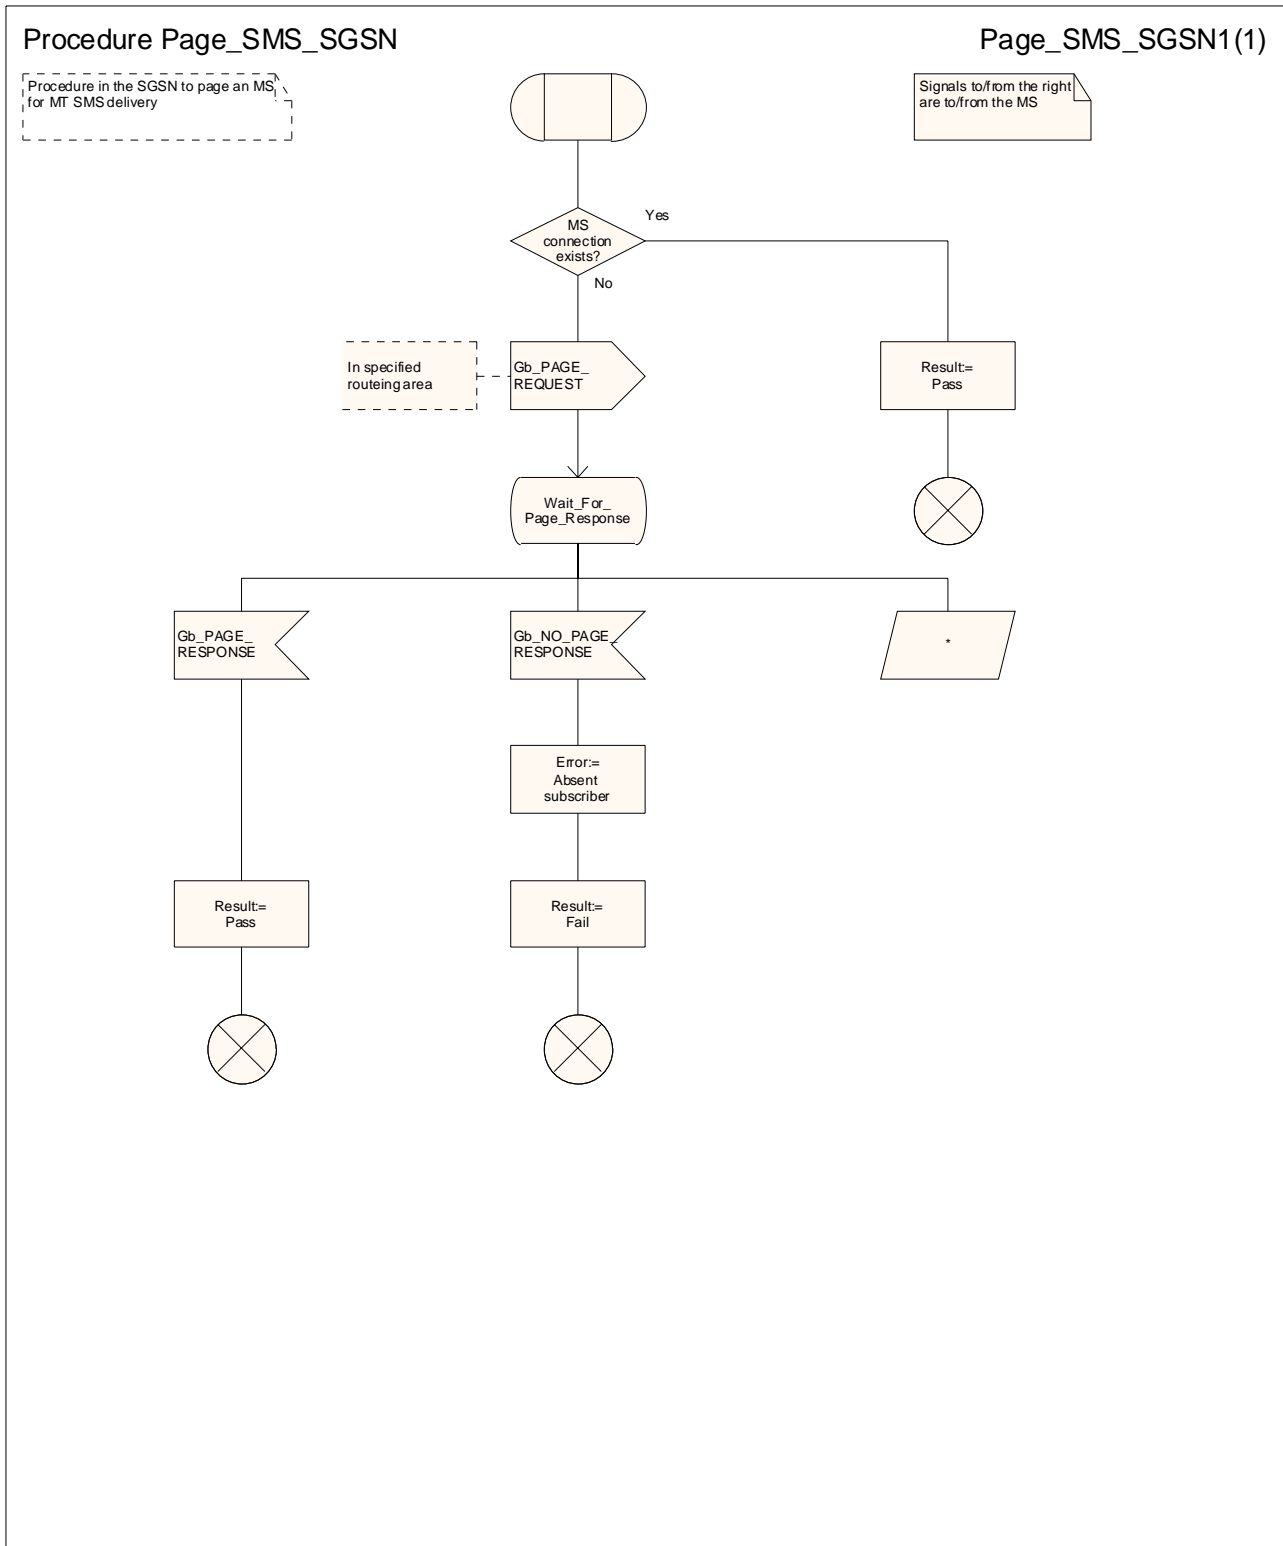 Procedure Page_SMS_SGSN
Page_SMS_SGSN1(1)
Procedure in the SGSN to page an MS
for MT SMS delivery
Signals to/from the right
are to/from the MS
MS
connection
exists?
Yes
No
In specified
routeing area
Gb_PAGE_
REQUEST
Result:=
Pass
Wait_For_
Page_Response
Gb_PAGE_
RESPONSE
Gb_NO_PAGE_
RESPONSE
*
Error:=
Absent
subscriber
Result:=
Pass
Result:=
Fail